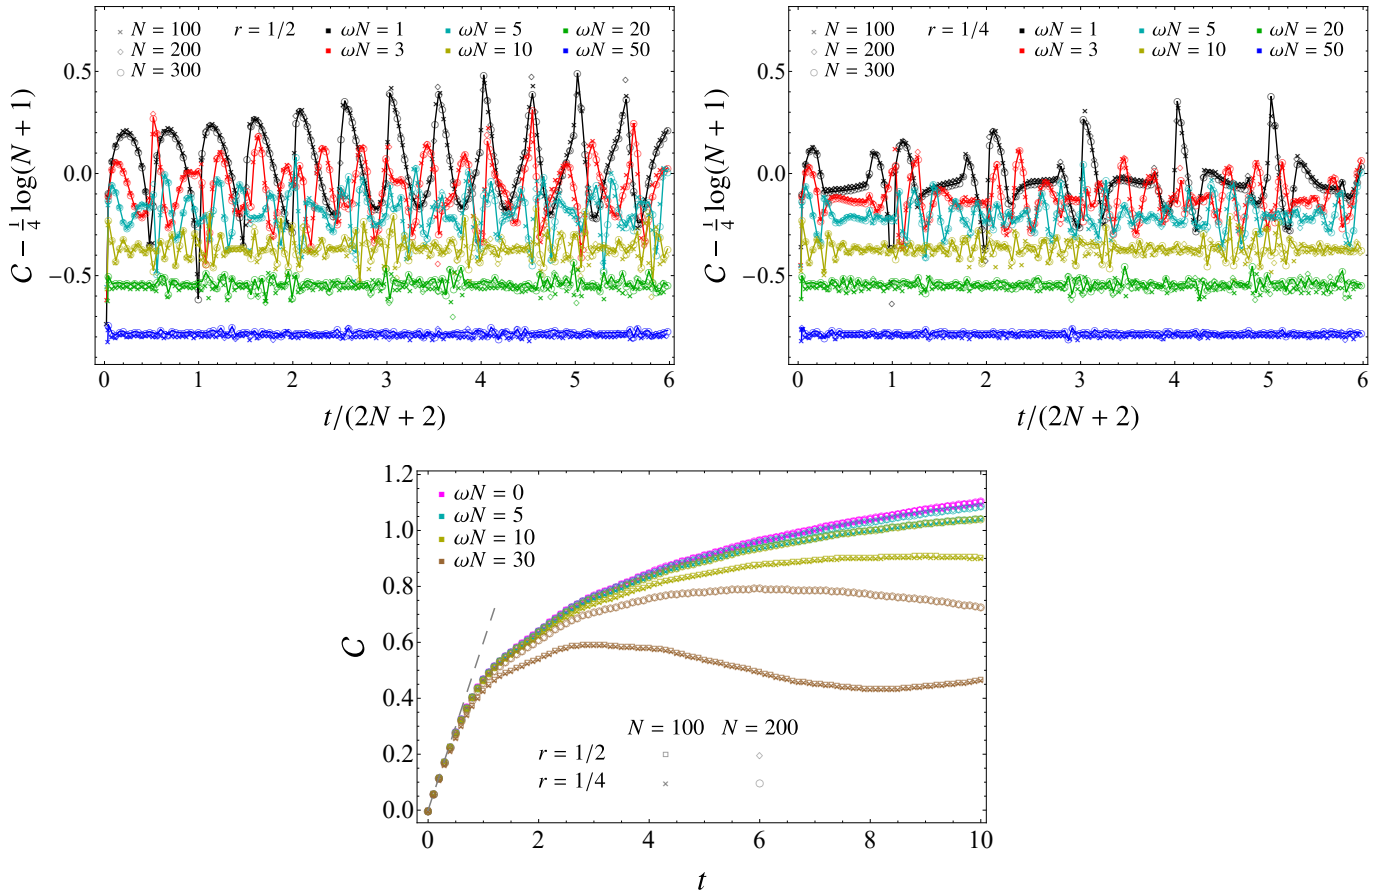 N = 100 r = 1/2 ωN = 1 ωN = 5 ωN = 20
N = 200 ωN = 3 ωN = 10 ωN = 50
N = 300
0.5
0.0
−0.5
C − 1/4 log(N + 1)
0 1 2 3 4 5 6
t/(2N + 2)
N = 100 r = 1/4 ωN = 1 ωN = 5 ωN = 20
N = 200 ωN = 3 ωN = 10 ωN = 50
N = 300
0.5
0.0
−0.5
C − 1/4 log(N + 1)
0 1 2 3 4 5 6
t/(2N + 2)
1.2
1.0
0.8
0.6
0.4
0.2
0.0
C
ωN = 0
ωN = 5
ωN = 10
ωN = 30
N = 100 N = 200
r = 1/2
r = 1/4
0 2 4 6 8 10
t